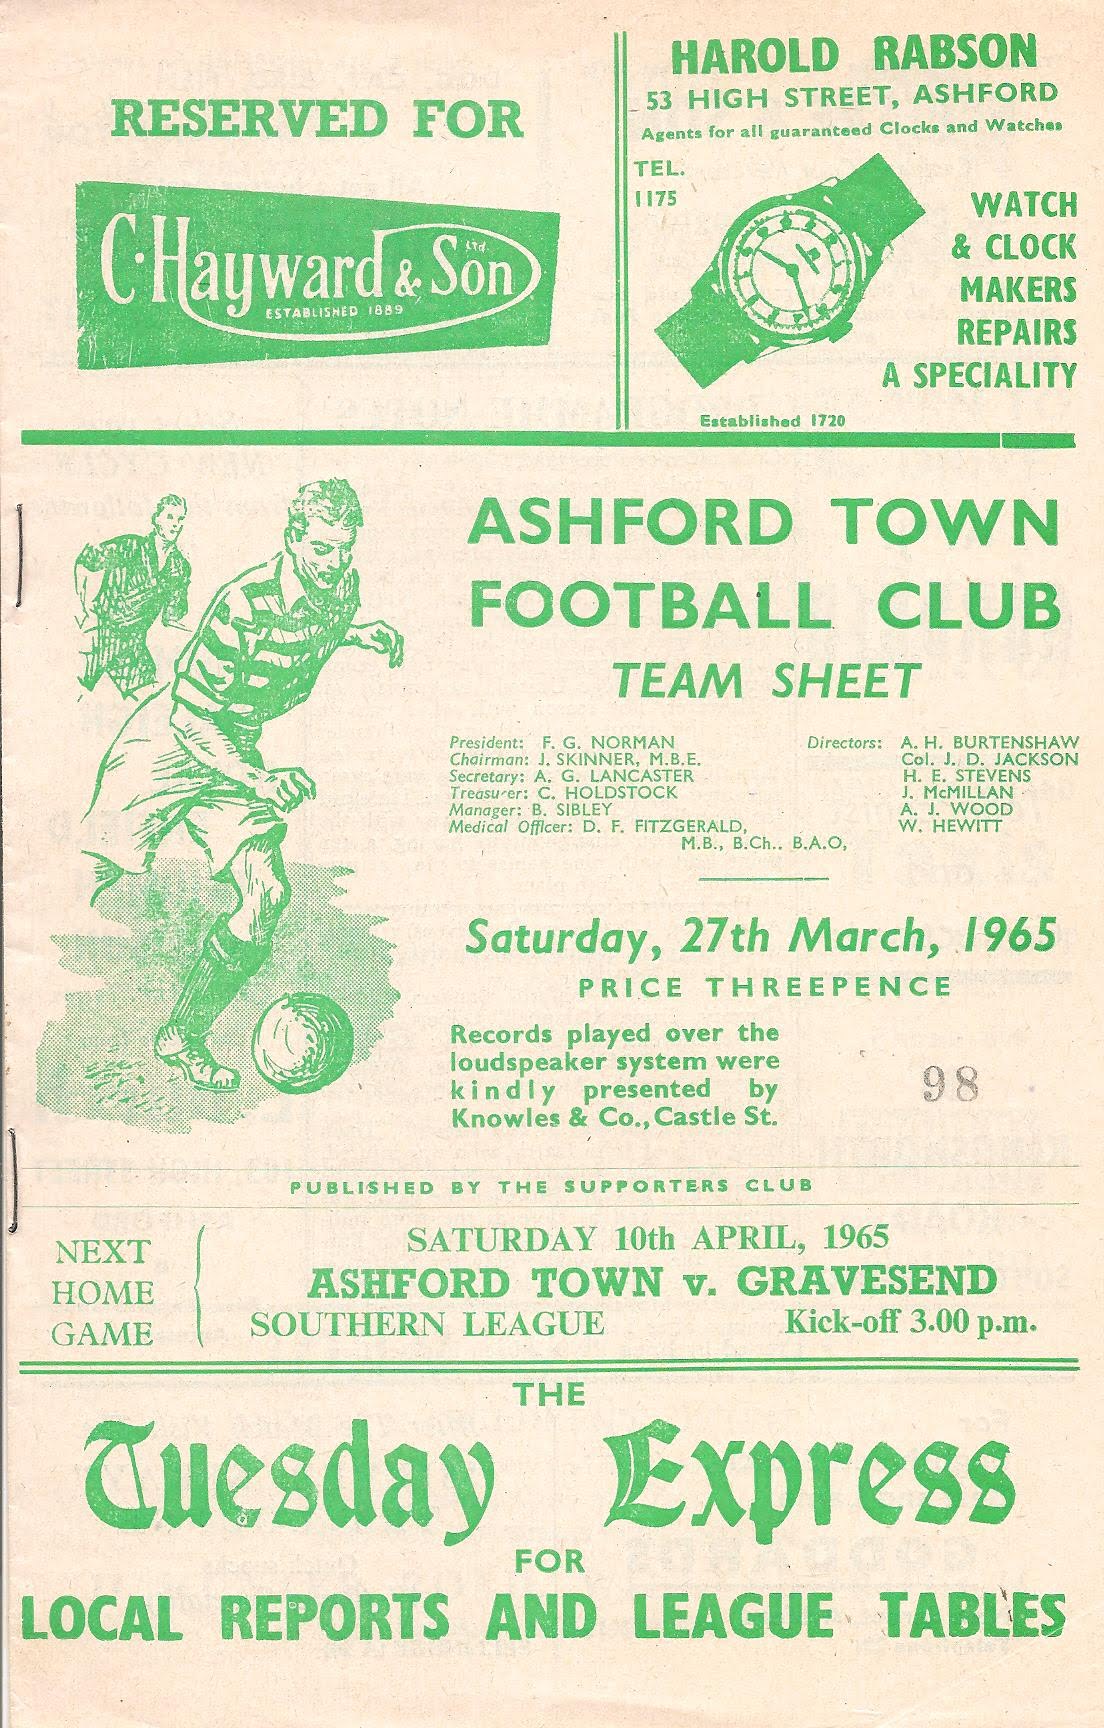 RESERVED FOR
C. Hayward & Son Ltd.
ESTABLISHED 1889
HAROLD RABSON
53 HIGH STREET, ASHFORD
Agents for all guaranteed Clocks and Watches
TEL.
1175
WATCH
& CLOCK
MAKERS
REPAIRS
A SPECIALITY
Established 1720
ASHFORD TOWN
FOOTBALL CLUB
TEAM SHEET
President: F. G. NORMAN
Chairman: J. SKINNER, M.B.E.
Secretary: A. G. LANCASTER
Treasurer: C. HOLDSTOCK
Manager: B. SIBLEY
Medical Officer: D. F. FITZGERALD,
M.B., B.Ch.. B.A.O,
Directors: A. H. BURTENSHAW
Col. J. D. JACKSON
H. E. STEVENS
J. McMILLAN
A. J. WOOD
W. HEWITT
Saturday, 27th March, 1965
PRICE THREEPENCE
Records played over the
loudspeaker system were
kindly presented by
Knowles & Co., Castle St.
98
PUBLISHED BY THE SUPPORTERS CLUB
NEXT
HOME
GAME
SATURDAY 10th APRIL, 1965
ASHFORD TOWN v. GRAVESEND
SOUTHERN LEAGUE Kick-off 3.00 p.m.
THE
Tuesday Express
FOR
LOCAL REPORTS AND LEAGUE TABLES